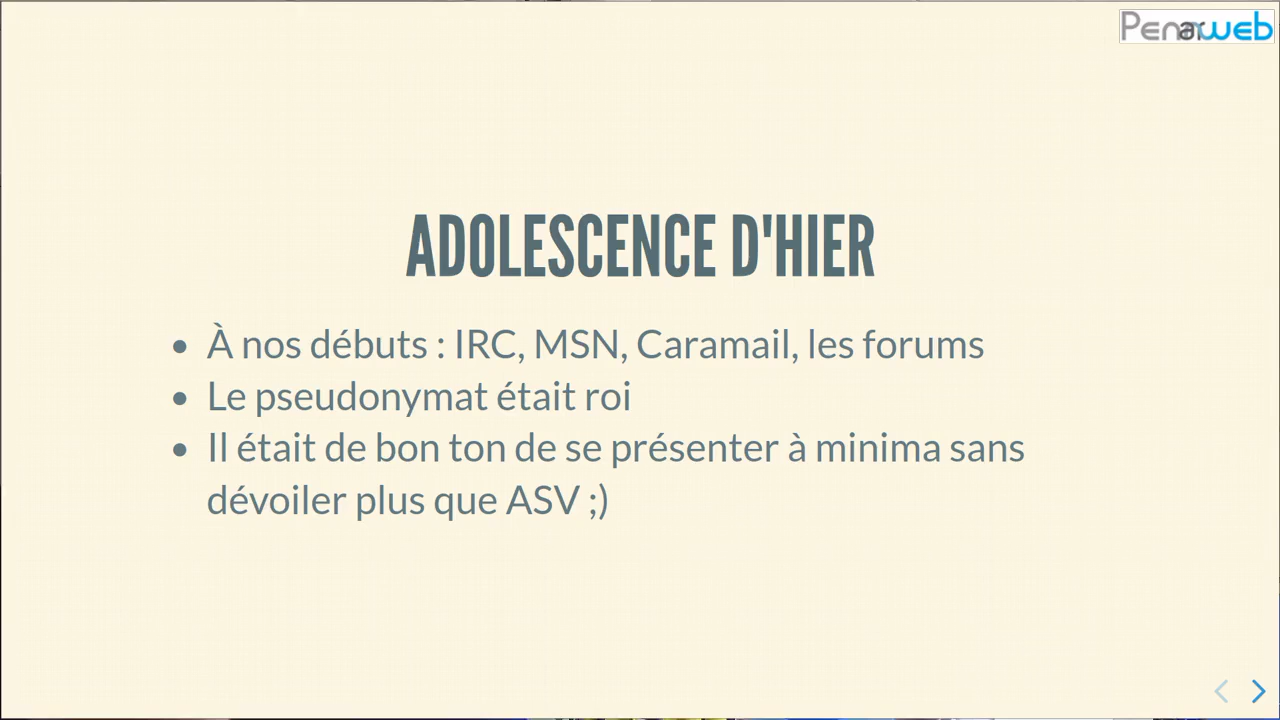 Penarweb
ADOLESCENCE D'HIER
À nos débuts : IRC, MSN, Caramail, les forums
Le pseudonymat était roi
Il était de bon ton de se présenter à minima sans
dévoiler plus que ASV ;)